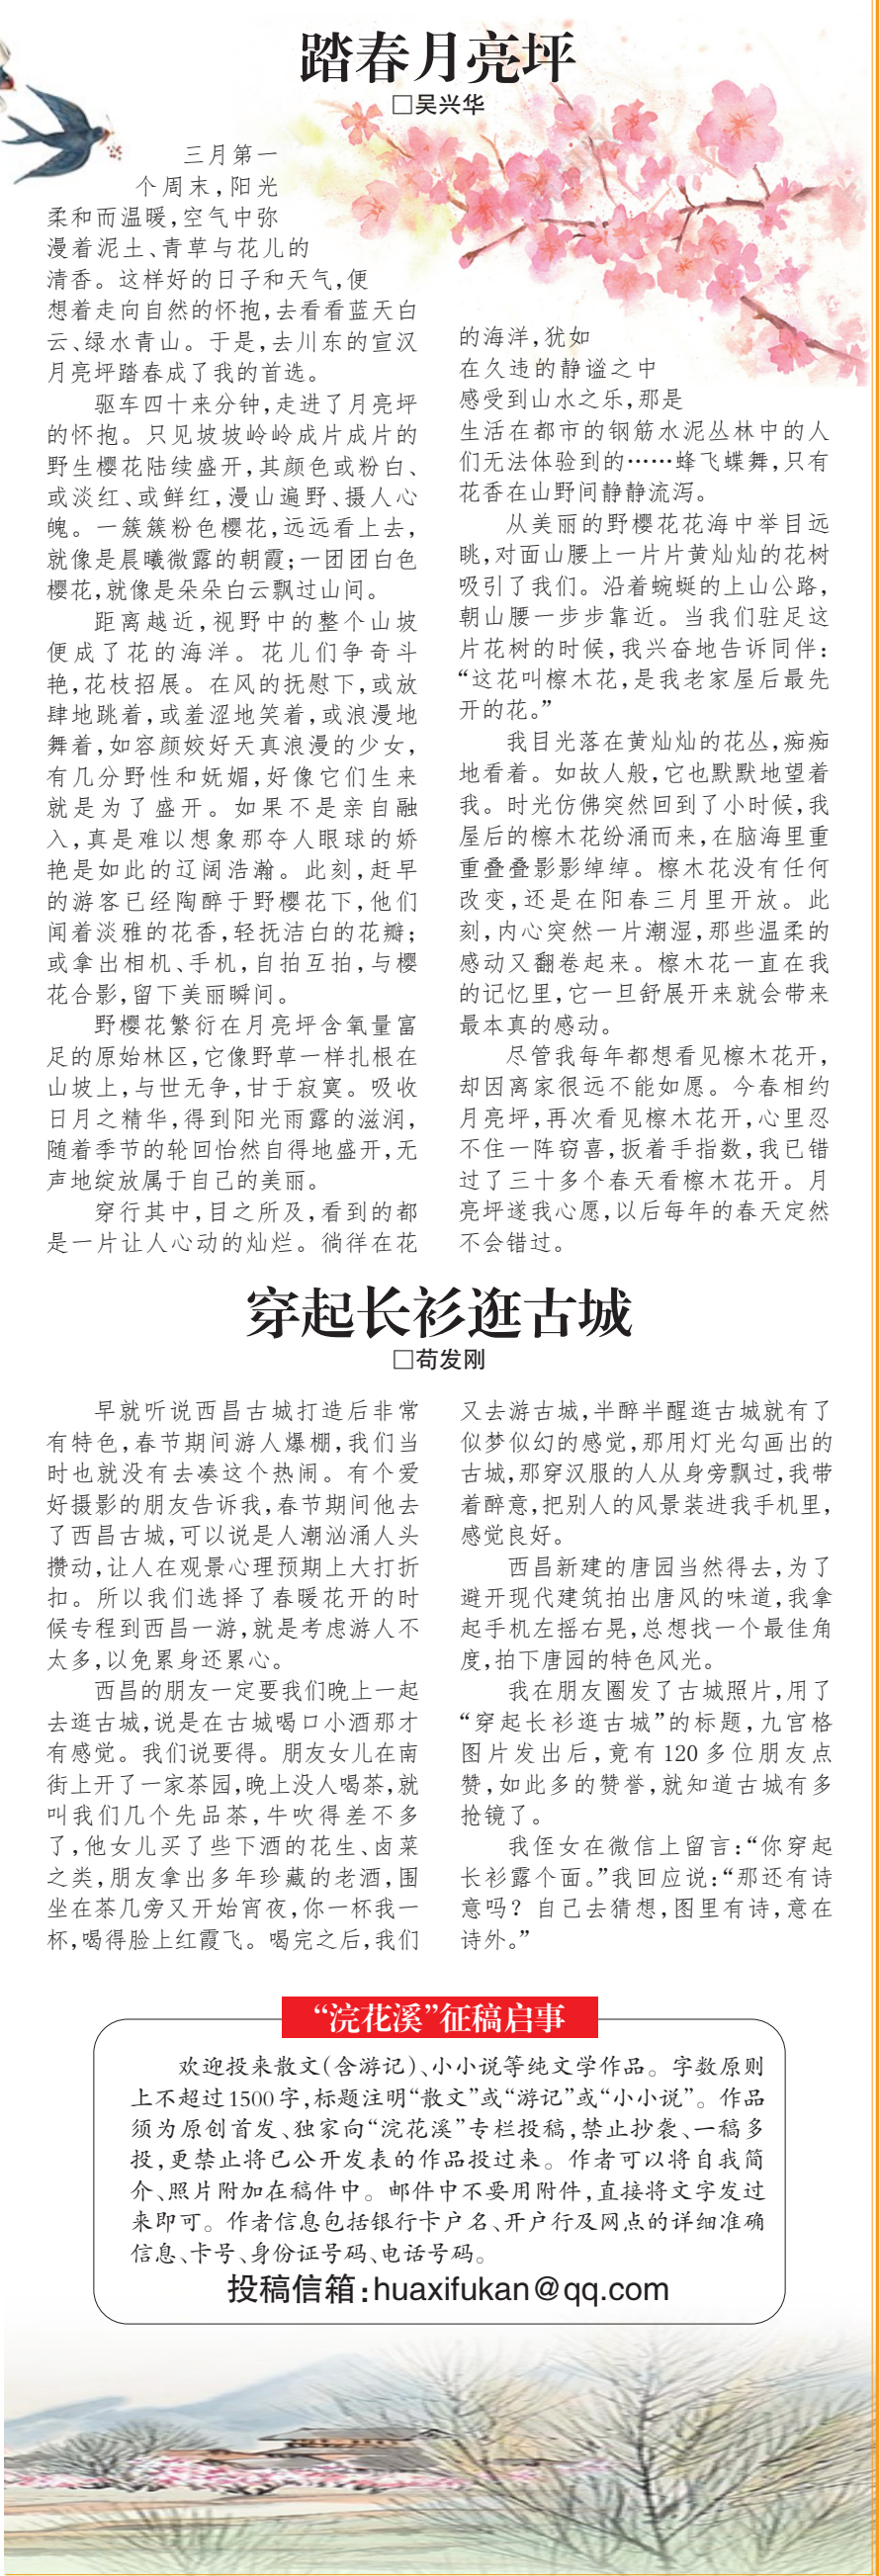 踏春月亮坪
□吴兴华
三月第一
个周末,阳光
柔和而温暖,空气中弥
漫着泥土、青草与花儿的
清香。这样好的日子和天气,便
想着走向自然的怀抱,去看看蓝天白
云、绿水青山。于是,去川东的宣汉
月亮坪踏春成了我的首选。
驱车四十来分钟,走进了月亮坪
的怀抱。只见坡坡岭岭成片成片的
野生樱花陆续盛开,其颜色或粉白、
或淡红、或鲜红,漫山遍野、摄人心
魄。一簇簇粉色樱花,远远看上去,
就像是晨曦微露的朝霞;一团团白色
樱花,就像是朵朵白云飘过山间。
距离越近,视野中的整个山坡
便成了花的海洋。花儿们争奇斗
艳,花枝招展。在风的抚慰下,或放
肆地跳着,或羞涩地笑着,或浪漫地
舞着,如容颜姣好天真浪漫的少女,
有几分野性和妩媚,好像它们生来
就是为了盛开。如果不是亲自融
入,真是难以想象那夺人眼球的娇
艳是如此的辽阔浩瀚。此刻,赶早
的游客已经陶醉于野樱花下,他们
闻着淡雅的花香,轻抚洁白的花瓣;
或拿出相机、手机,自拍互拍,与樱
花合影,留下美丽瞬间。
野樱花繁衍在月亮坪含氧量富
足的原始林区,它像野草一样扎根在
山坡上,与世无争,甘于寂寞。吸收
日月之精华,得到阳光雨露的滋润,
随着季节的轮回怡然自得地盛开,无
声地绽放属于自己的美丽。
穿行其中,目之所及,看到的都
是一片让人心动的灿烂。徜徉在花
的海洋,犹如
在久违的静谧之中
感受到山水之乐,那是
生活在都市的钢筋水泥丛林中的人
们无法体验到的……蜂飞蝶舞,只有
花香在山野间静静流泻。
从美丽的野樱花花海中举目远
眺,对面山腰上一片片黄灿灿的花树
吸引了我们。沿着蜿蜒的上山公路,
朝山腰一步步靠近。当我们驻足这
片花树的时候,我兴奋地告诉同伴:
“这花叫檫木花,是我老家屋后最先
开的花。”
我目光落在黄灿灿的花丛,痴痴
地看着。如故人般,它也默默地望着
我。时光仿佛突然回到了小时候,我
屋后的檫木花纷涌而来,在脑海里重
重叠叠影影绰绰。檫木花没有任何
改变,还是在阳春三月里开放。此
刻,内心突然一片潮湿,那些温柔的
感动又翻卷起来。檫木花一直在我
的记忆里,它一旦舒展开来就会带来
最本真的感动。
尽管我每年都想看见檫木花开,
却因离家很远不能如愿。今春相约
月亮坪,再次看见檫木花开,心里忍
不住一阵窃喜,扳着手指数,我已错
过了三十多个春天看檫木花开。月
亮坪遂我心愿,以后每年的春天定然
不会错过。
穿起长衫逛古城
□苟发刚
早就听说西昌古城打造后非常
有特色,春节期间游人爆棚,我们当
时也就没有去凑这个热闹。有个爱
好摄影的朋友告诉我,春节期间他去
了西昌古城,可以说是人潮汹涌人头
攒动,让人在观景心理预期上大打折
扣。所以我们选择了春暖花开的时
候专程到西昌一游,就是考虑游人不
太多,以免累身还累心。
西昌的朋友一定要我们晚上一起
去逛古城,说是在古城喝口小酒那才
有感觉。我们说要得。朋友女儿在南
街上开了一家茶园,晚上没人喝茶,就
叫我们几个先品茶,牛吹得差不多
了,他女儿买了些下酒的花生、卤菜
之类,朋友拿出多年珍藏的老酒,围
坐在茶几旁又开始宵夜,你一杯我一
杯,喝得脸上红霞飞。喝完之后,我们
又去游古城,半醉半醒逛古城就有了
似梦似幻的感觉,那用灯光勾画出的
古城,那穿汉服的人从身旁飘过,我带
着醉意,把别人的风景装进我手机里,
感觉良好。
西昌新建的唐园当然得去,为了
避开现代建筑拍出唐风的味道,我拿
起手机左摇右晃,总想找一个最佳角
度,拍下唐园的特色风光。
我在朋友圈发了古城照片,用了
“穿起长衫逛古城”的标题,九宫格
图片发出后,竟有120多位朋友点
赞,如此多的赞誉,就知道古城有多
抢镜了。
我侄女在微信上留言:“你穿起
长衫露个面。”我回应说:“那还有诗
意吗?自己去猜想,图里有诗,意在
诗外。”
“浣花溪”征稿启事
欢迎投来散文(含游记)、小小说等纯文学作品。字数原则
上不超过1500字,标题注明“散文”或“游记”或“小小说”。作品
须为原创首发、独家向“浣花溪”专栏投稿,禁止抄袭、一稿多
投,更禁止将已公开发表的作品投过来。作者可以将自我简
介、照片附加在稿件中。邮件中不要用附件,直接将文字发过
来即可。作者信息包括银行卡户名、开户行及网点的详细准确
信息、卡号、身份证号码、电话号码。
投稿信箱:huaxifukan@qq.com